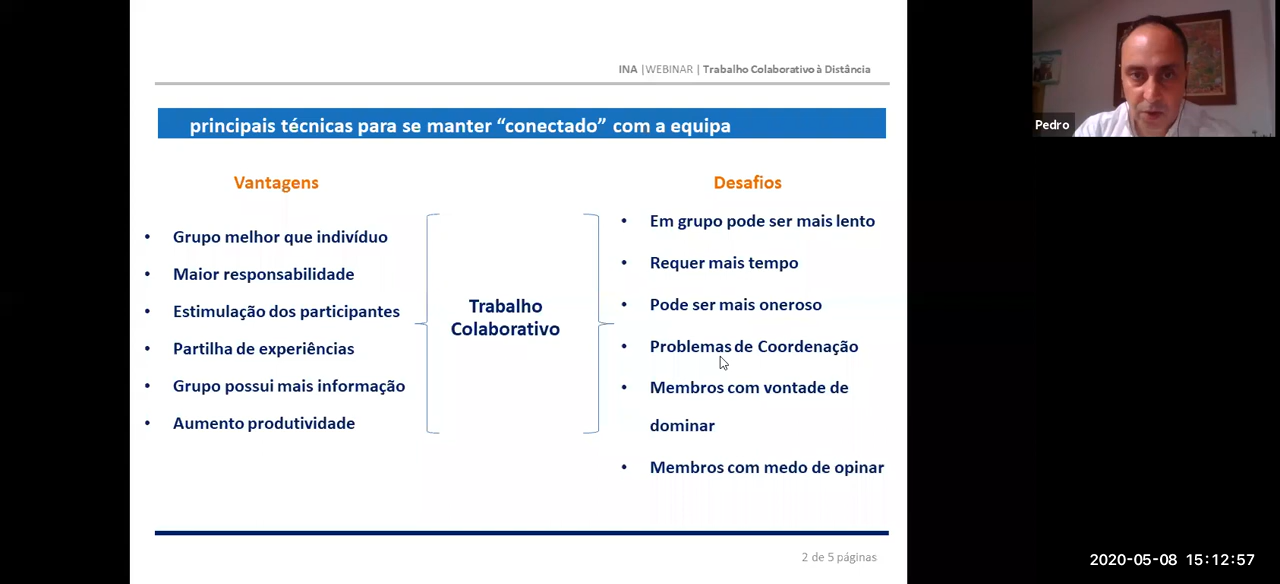 INA |WEBINAR | Trabalho Colaborativo à Distância
principais técnicas para se manter “conectado” com a equipa
Vantagens
• Grupo melhor que indivíduo
• Maior responsabilidade
• Estimulação dos participantes
• Partilha de experiências
• Grupo possui mais informação
• Aumento produtividade
Trabalho
Colaborativo
Desafios
• Em grupo pode ser mais lento
• Requer mais tempo
• Pode ser mais oneroso
• Problemas de Coordenação
• Membros com vontade de
dominar
• Membros com medo de opinar
2 de 5 páginas
Pedro
2020-05-08 15:12:57